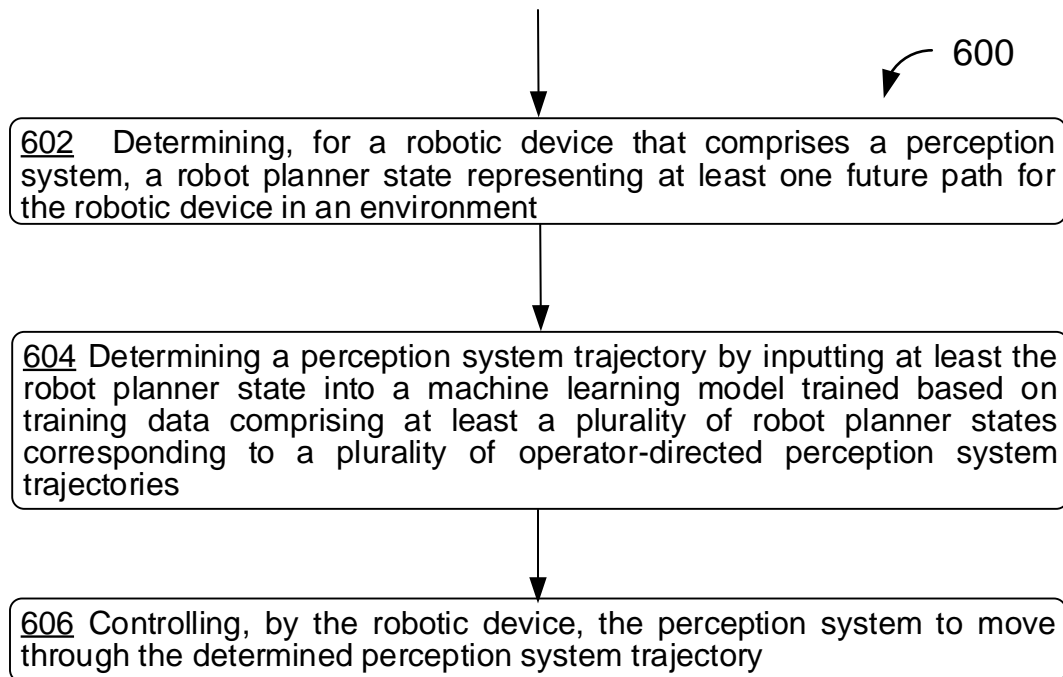 600
602 Determining, for a robotic device that comprises a perception
system, a robot planner state representing at least one future path for
the robotic device in an environment
604 Determining a perception system trajectory by inputting at least the
robot planner state into a machine learning model trained based on
training data comprising at least a plurality of robot planner states
corresponding to a plurality of operator-directed perception system
trajectories
606 Controlling, by the robotic device, the perception system to move
through the determined perception system trajectory